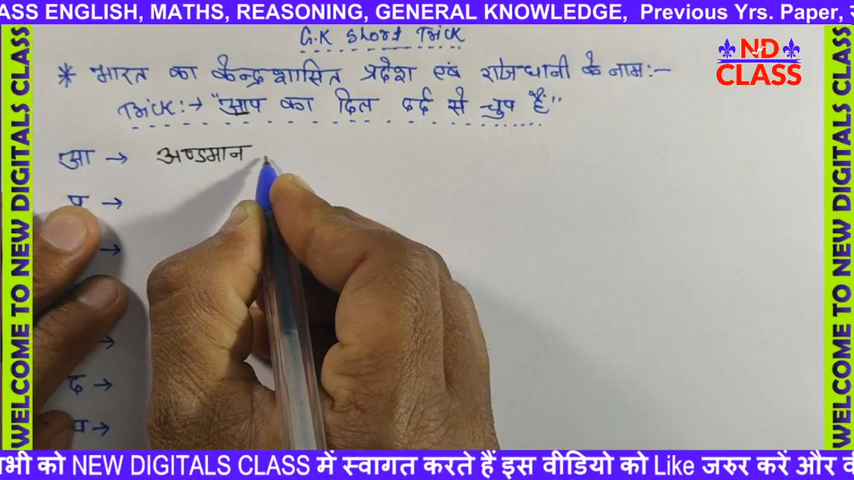 ASS ENGLISH, MATHS, REASONING, GENERAL KNOWLEDGE, Previous Yrs. Paper,
G.K Short Trick
* भारत का केन्द्रशासित प्रदेश एवं राजधानी के नाम:-
Trick:→ "आप का दिल दर्द से चुप हैं"
आ → अण्डमान
प →
→
→
द →
च →
ND
CLASS
WELCOME TO NEW DIGITALS CLASS
WELCOME TO NEW DIGITALS CLASS
भी को NEW DIGITALS CLASS में स्वागत करते हैं इस वीडियो को Like जरुर करें और